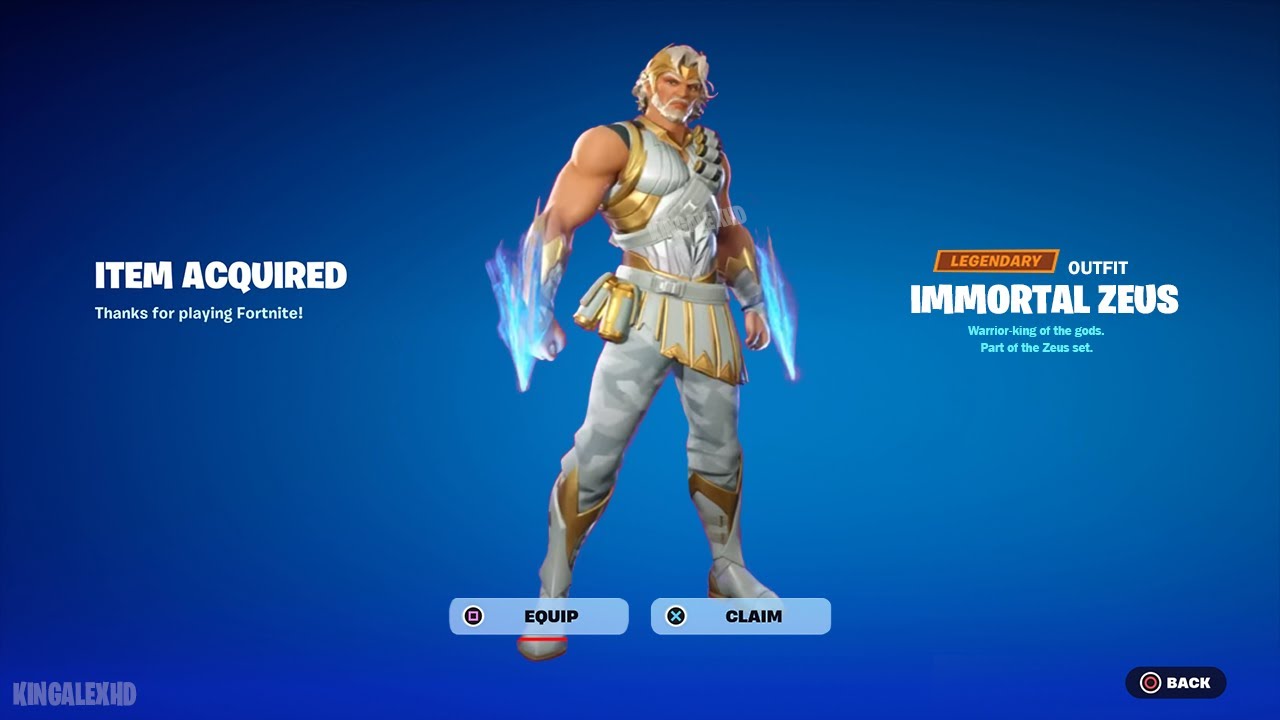 ITEM ACQUIRED
Thanks for playing Fortnite!
LEGENDARY OUTFIT
IMMORTAL ZEUS
Warrior-king of the gods.
Part of the Zeus set.
EQUIP
CLAIM
BACK
KINGALEXHD